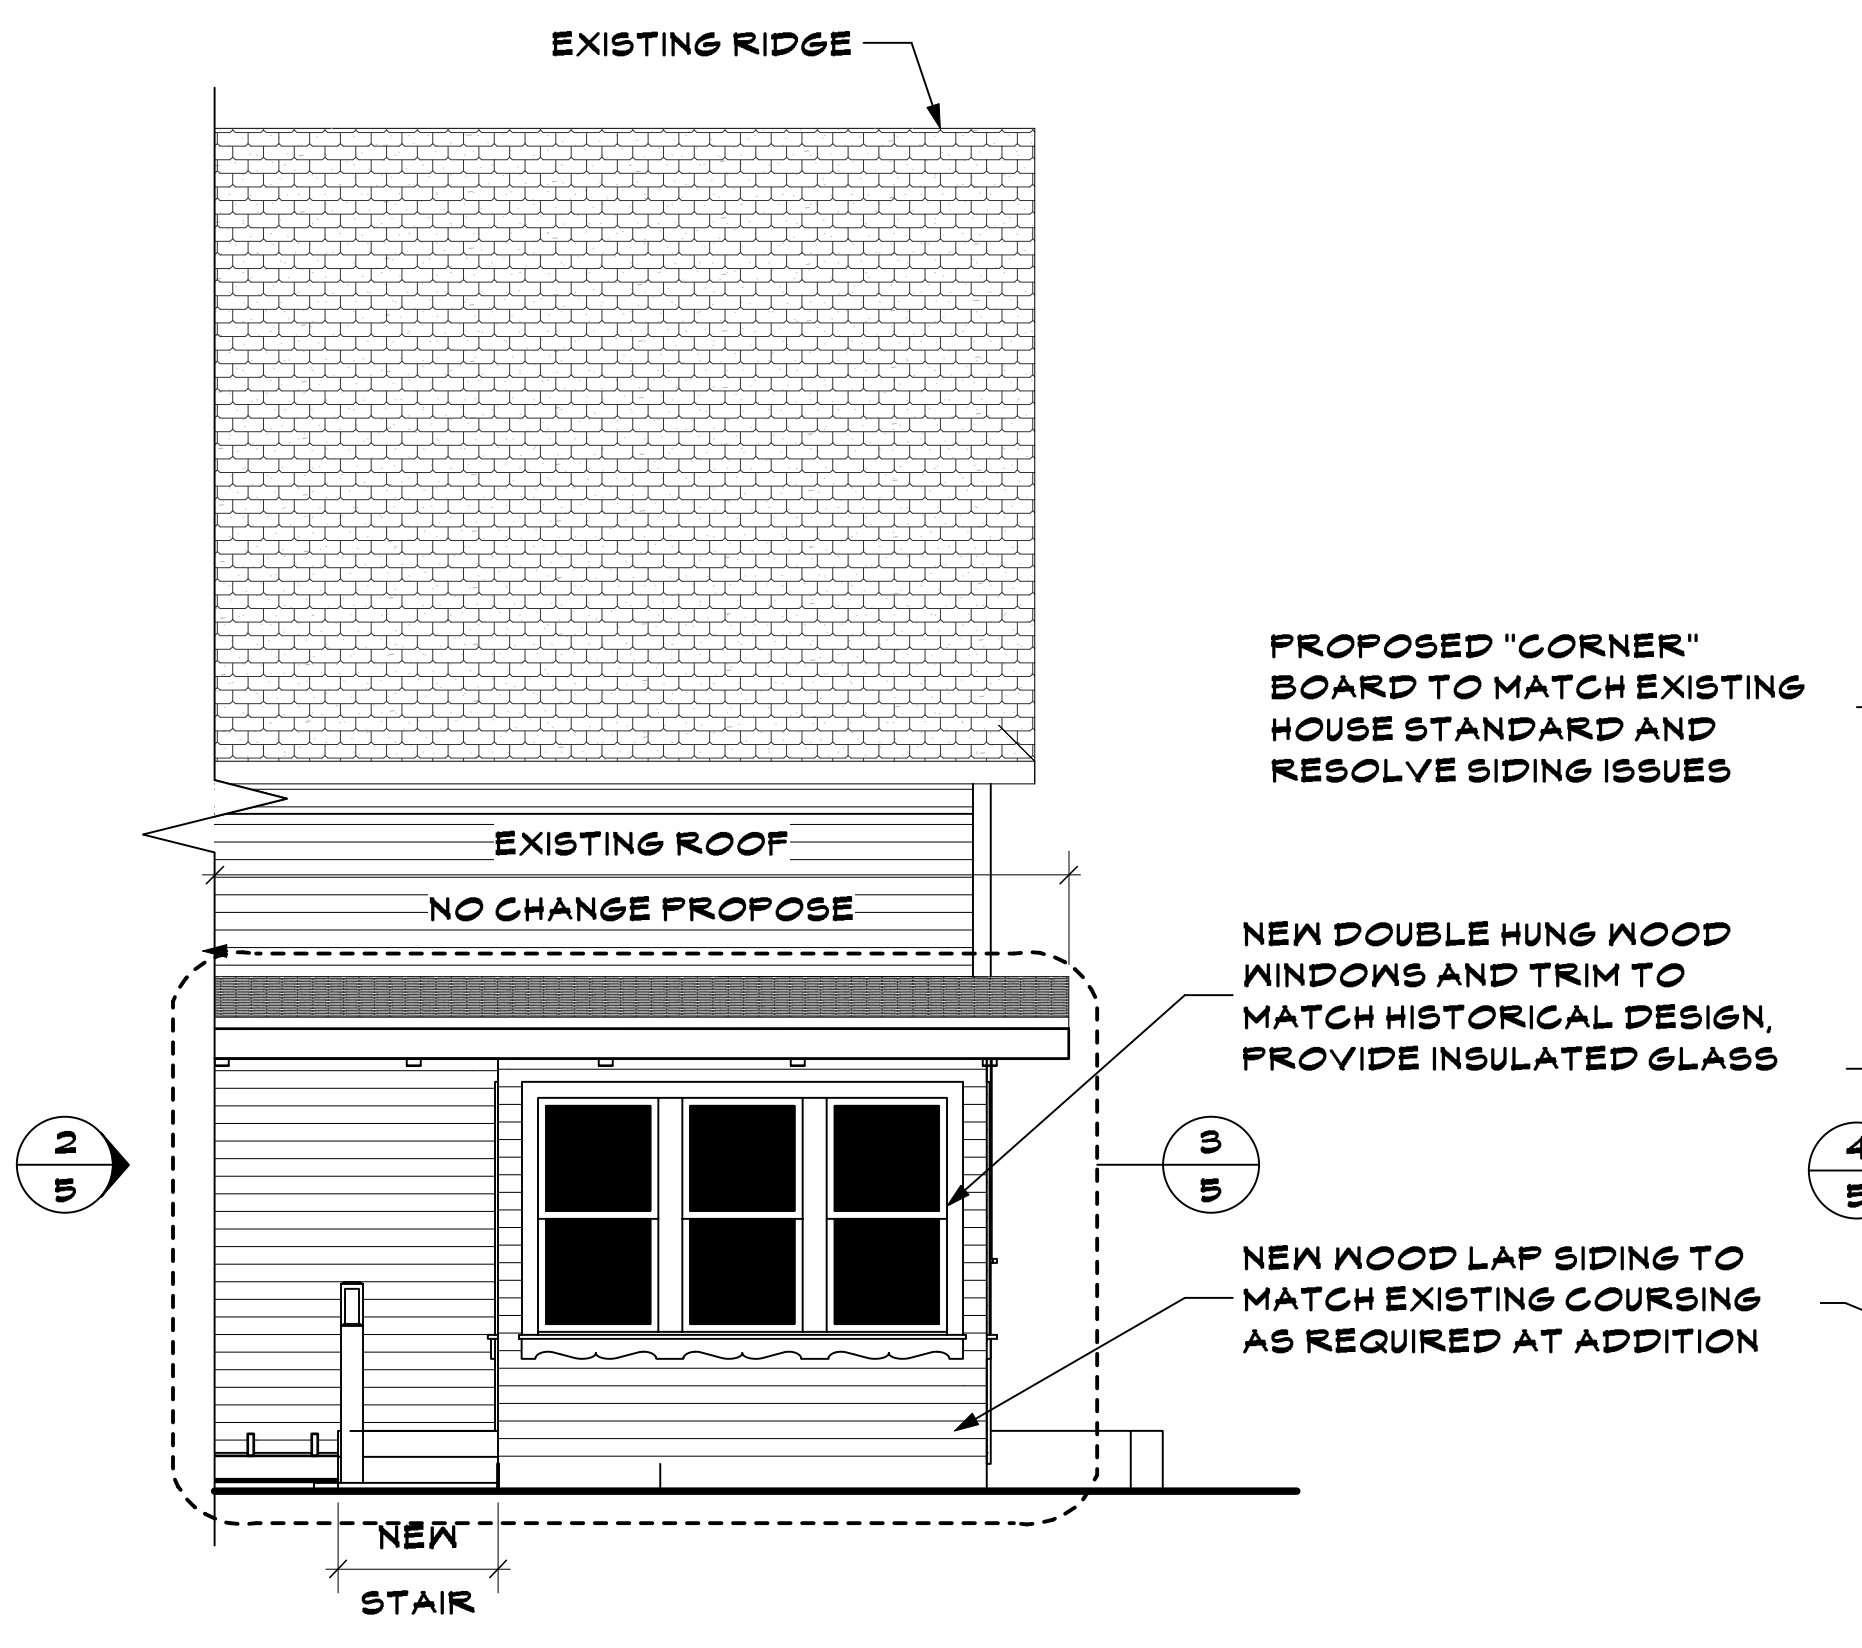 EXISTING RIDGE
PROPOSED "CORNER"
BOARD TO MATCH EXISTING
HOUSE STANDARD AND
RESOLVE SIDING ISSUES
EXISTING ROOF
NO CHANGE PROPOSE
NEW DOUBLE HUNG WOOD
WINDOWS AND TRIM TO
MATCH HISTORICAL DESIGN,
PROVIDE INSULATED GLASS
2
5
3
5
4
5
NEW WOOD LAP SIDING TO
MATCH EXISTING COURSING
AS REQUIRED AT ADDITION
NEW
STAIR